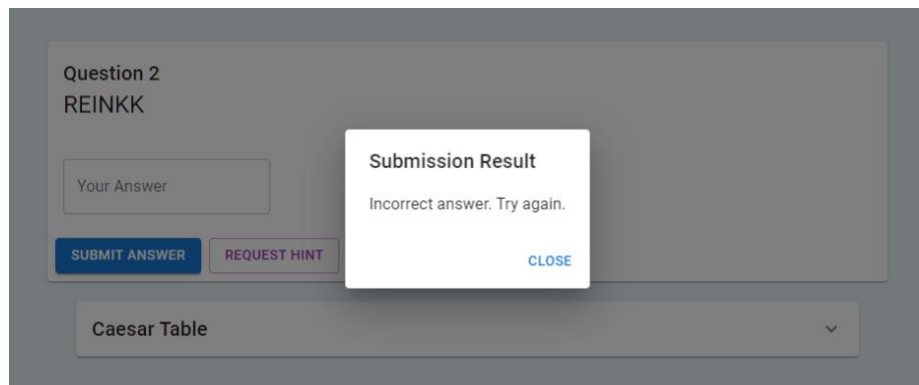 Question 2
REINKK
Submission Result
Your Answer
Incorrect answer. Try again.
SUBMIT ANSWER
REQUEST HINT
CLOSE
Caesar Table